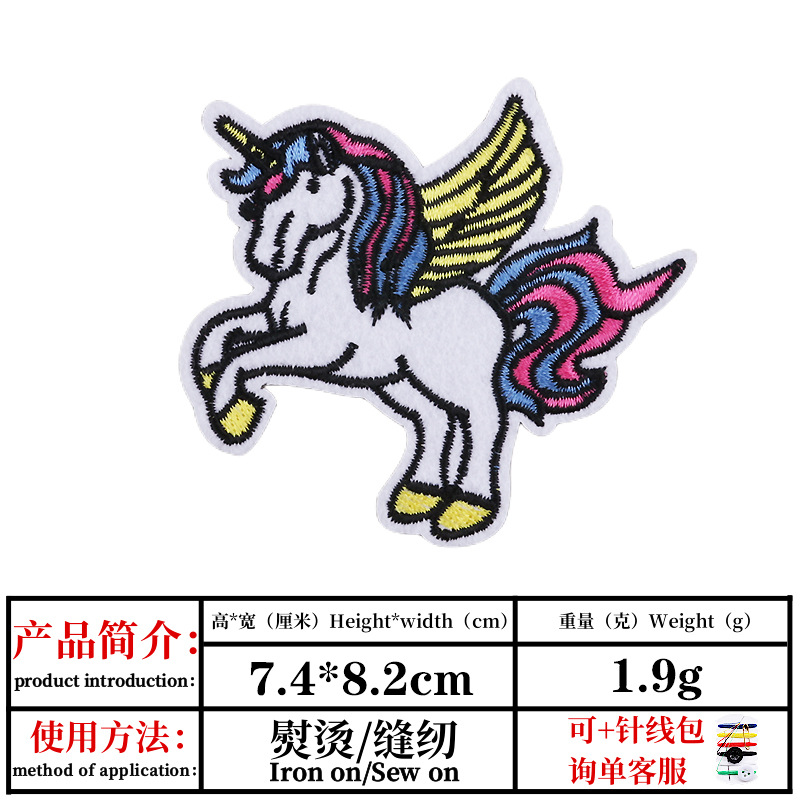 产品简介:
product introduction:
高*宽（厘米）Height*width（cm）
重量（克）Weight（g）
7.4*8.2cm
1.9g
使用方法:
method of application:
熨烫/缝纫
Iron on/Sew on
可+针线包
询单客服